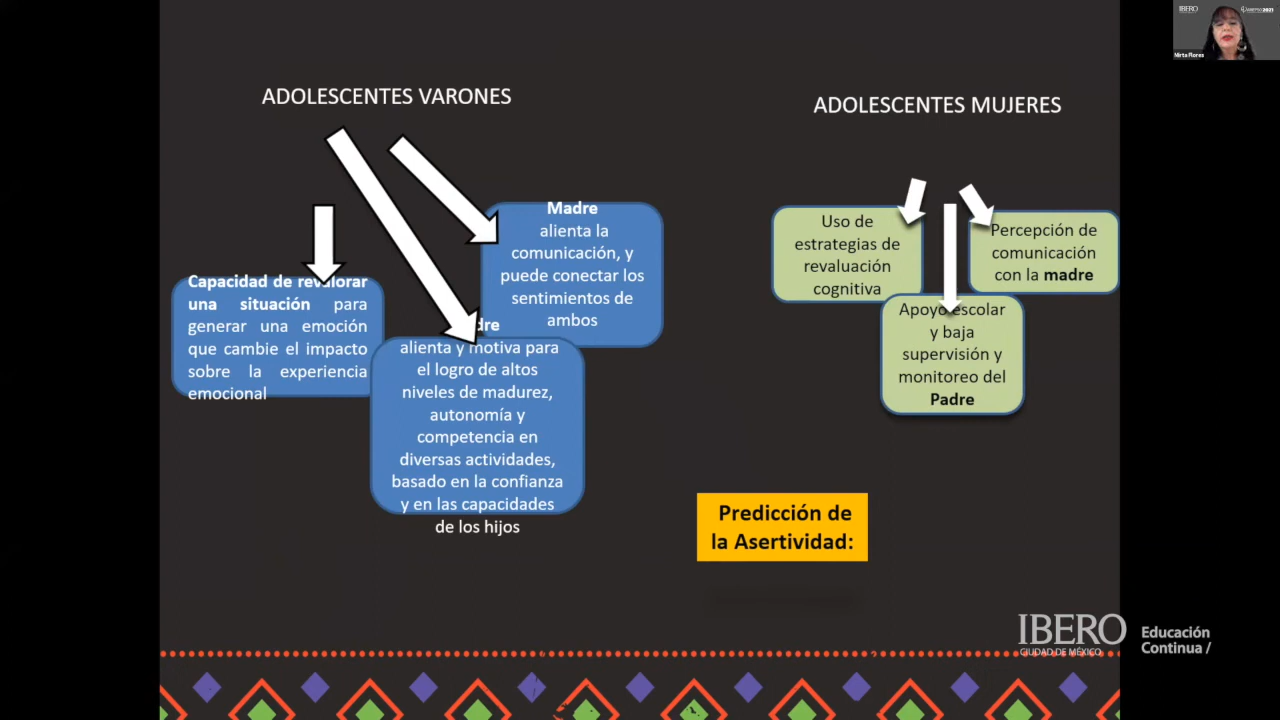 ADOLESCENTES VARONES
Capacidad de revalorar
una situación para
generar una emoción
que cambie el impacto
sobre la experiencia
emocional
Madre
alienta la
comunicación, y
puede conectar los
sentimientos de
ambos
dre
alienta y motiva para
el logro de altos
niveles de madurez,
autonomía y
competencia en
diversas actividades,
basado en la confianza
y en las capacidades
de los hijos
ADOLESCENTES MUJERES
Uso de
estrategias de
revaluación
cognitiva
Apoyo escolar
y baja
supervisión y
monitoreo del
Padre
Percepción de
comunicación
con la madre
Predicción de
la Asertividad:
IBERO
CIUDAD DE MÉXICO
Educación
Continua /
IBERO
Mirta Flores